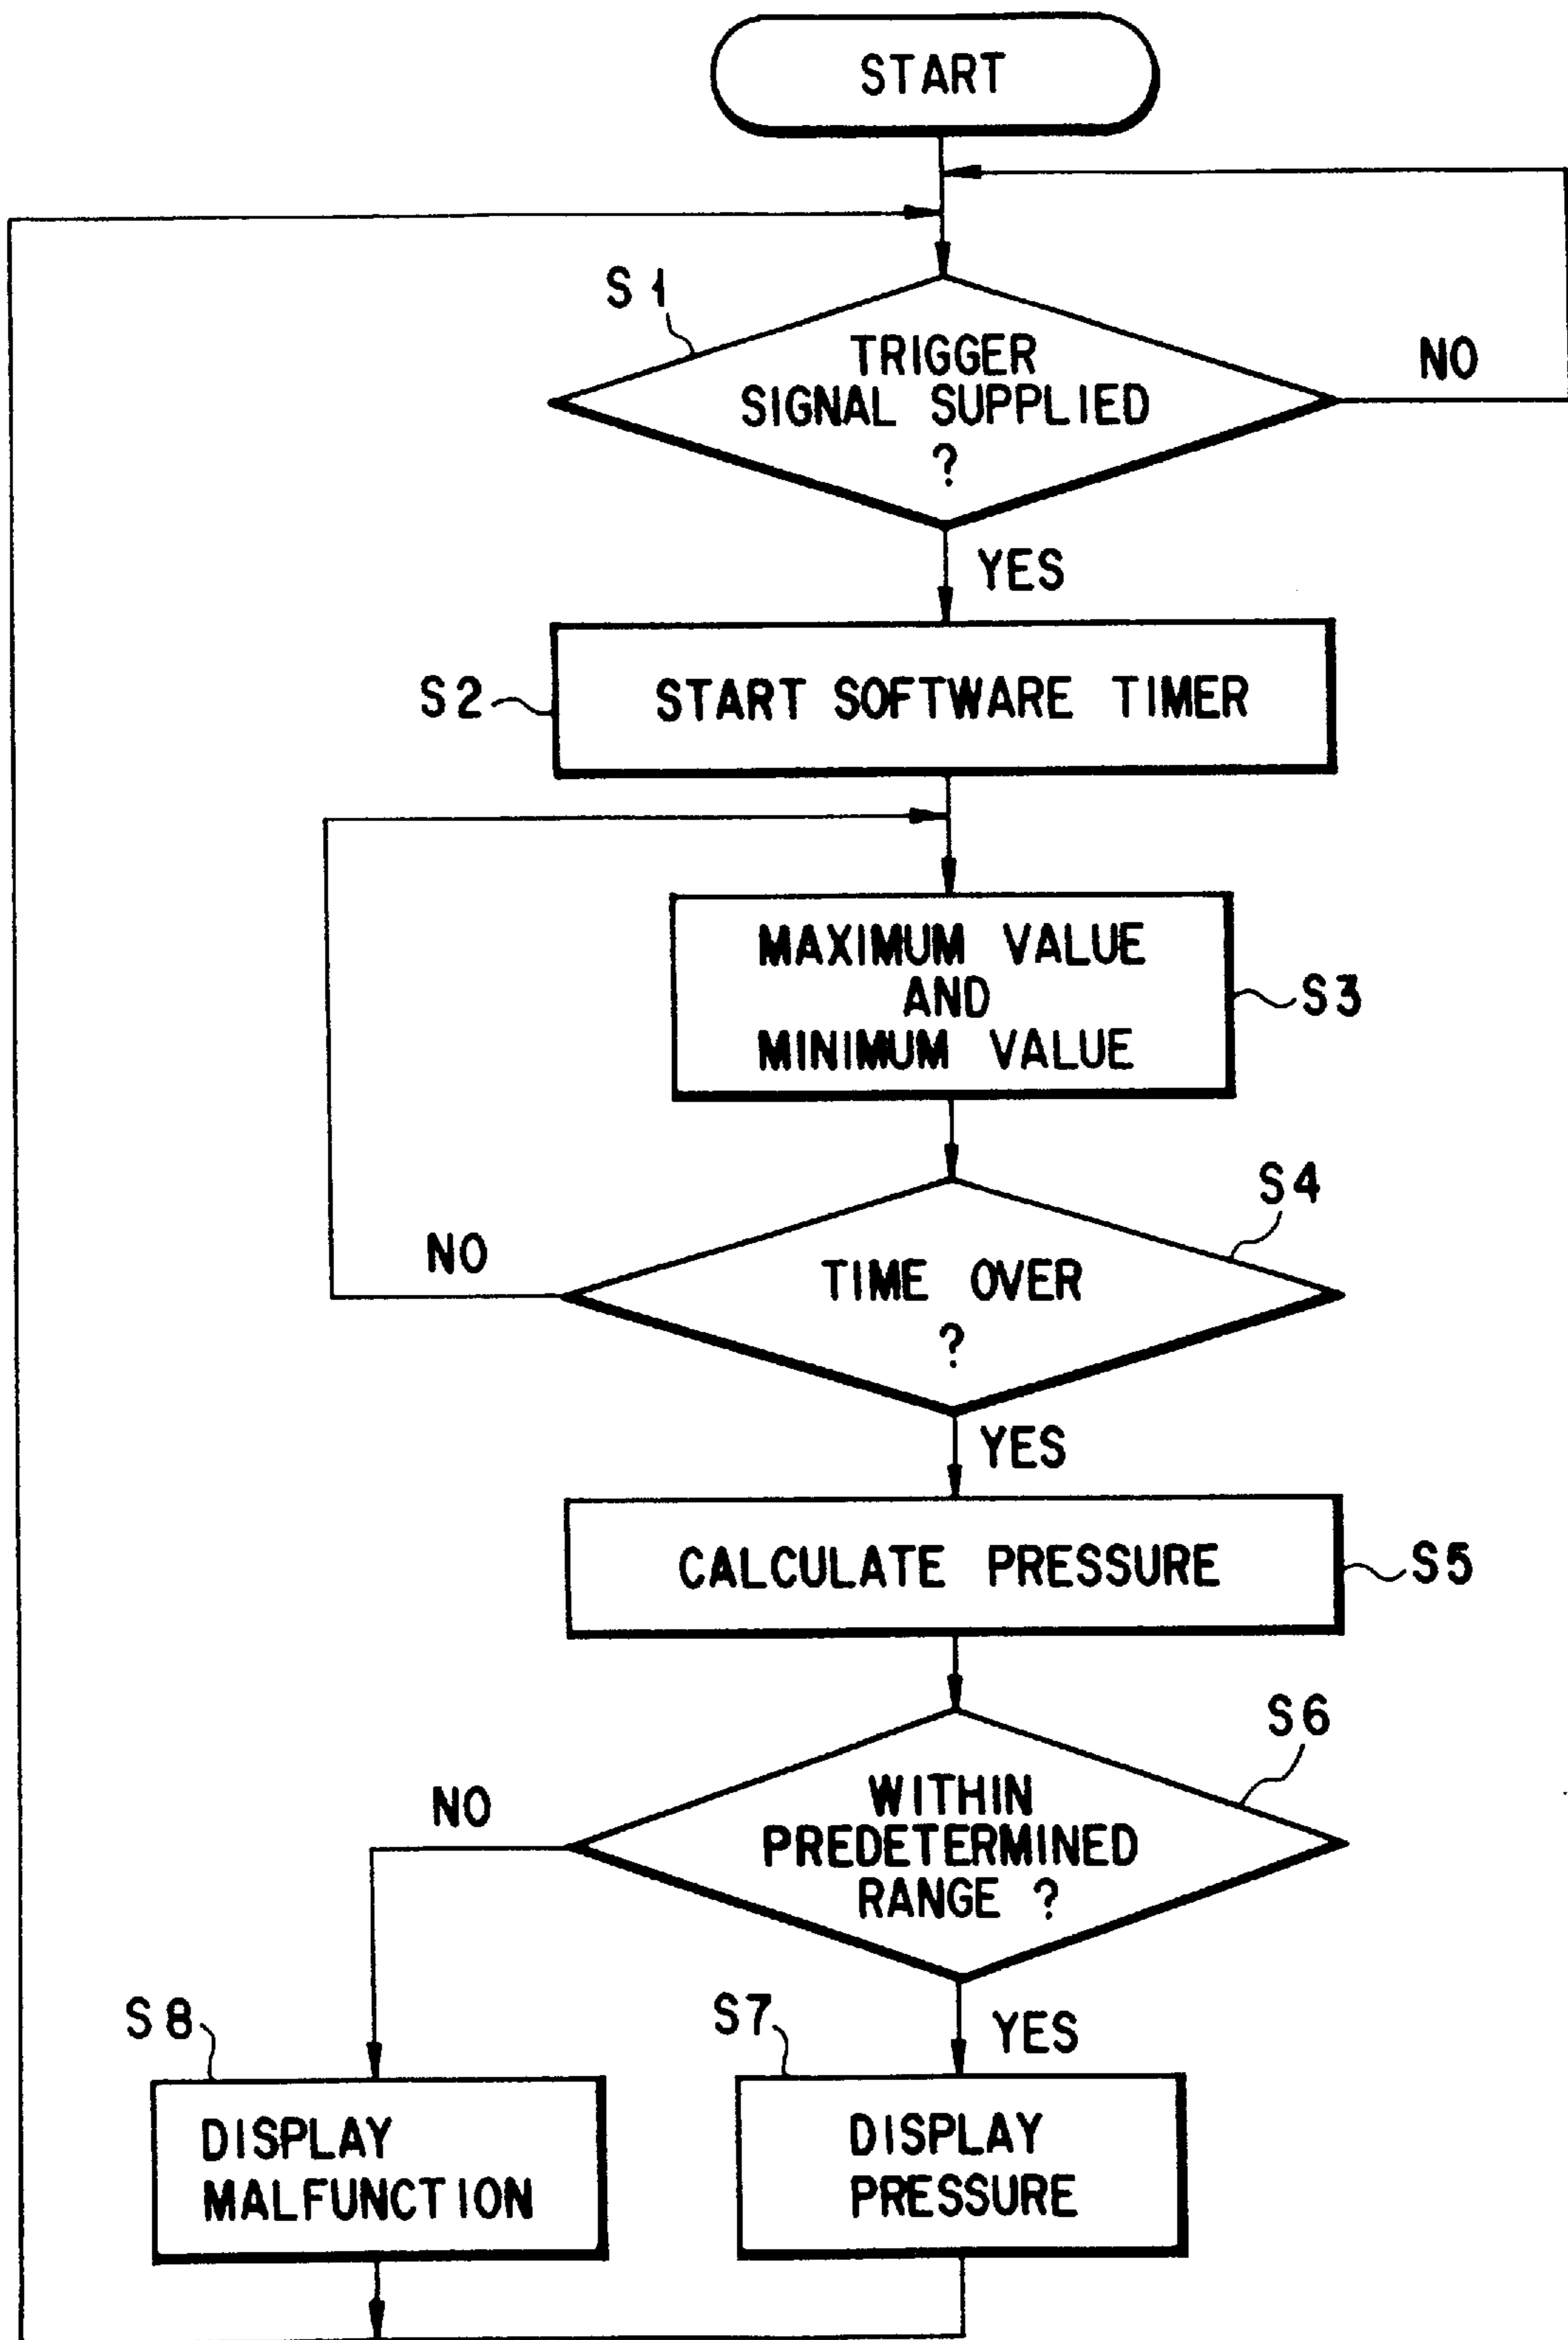 START
S1
TRIGGER
SIGNAL SUPPLIED
?
NO
YES
S2
START SOFTWARE TIMER
MAXIMUM VALUE
AND
MINIMUM VALUE
S3
S4
NO
TIME OVER
?
YES
CALCULATE PRESSURE
S5
S6
NO
WITHIN
PREDETERMINED
RANGE ?
S8
S7
YES
DISPLAY
MALFUNCTION
DISPLAY
PRESSURE